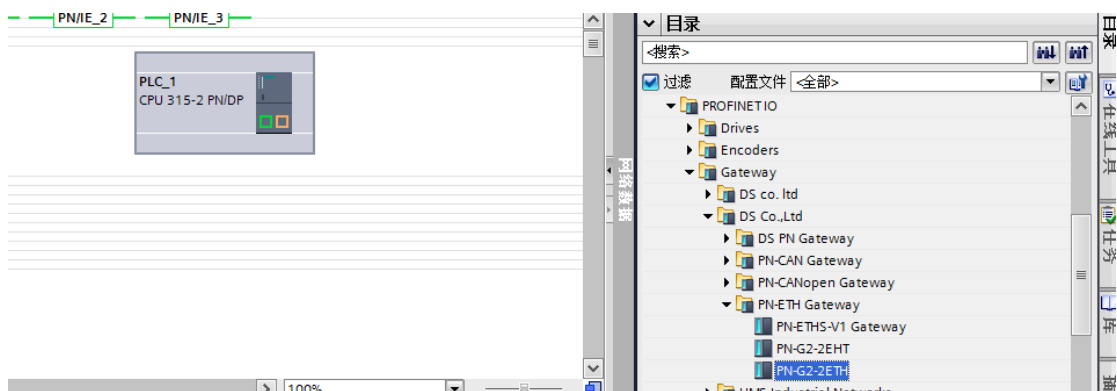 PN/IE_2
PN/IE_3
PLC_1
CPU 315-2 PN/DP
100%
网络数据
目录
<搜索>
过滤
配置文件 <全部>
PROFINET IO
Drives
Encoders
Gateway
DS co. ltd
DS Co.,Ltd
DS PN Gateway
PN-CAN Gateway
PN-CANopen Gateway
PN-ETH Gateway
PN-ETHS-V1 Gateway
PN-G2-2EHT
PN-G2-2ETH
目录
在线工具
任务
库